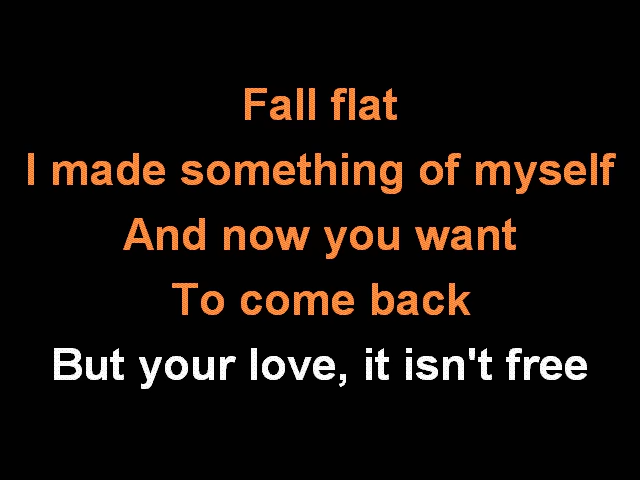 Fall flat
I made something of myself
And now you want
To come back
But your love, it isn't free